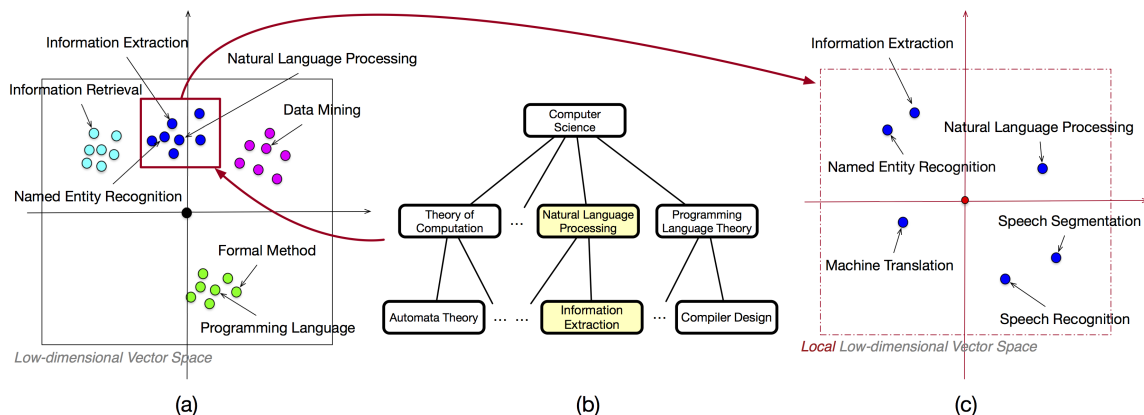 Information Extraction
Natural Language Processing
Information Retrieval
Data Mining
Named Entity Recognition
Formal Method
Programming Language
Low-dimensional Vector Space
(a)
Computer
Science
Theory of
Computation
...
Natural Language
Processing
Programming
Language Theory
Automata Theory
...
...
Information
Extraction
...
Compiler Design
(b)
Information Extraction
Natural Language Processing
Named Entity Recognition
Speech Segmentation
Machine Translation
Speech Recognition
Local Low-dimensional Vector Space
(c)